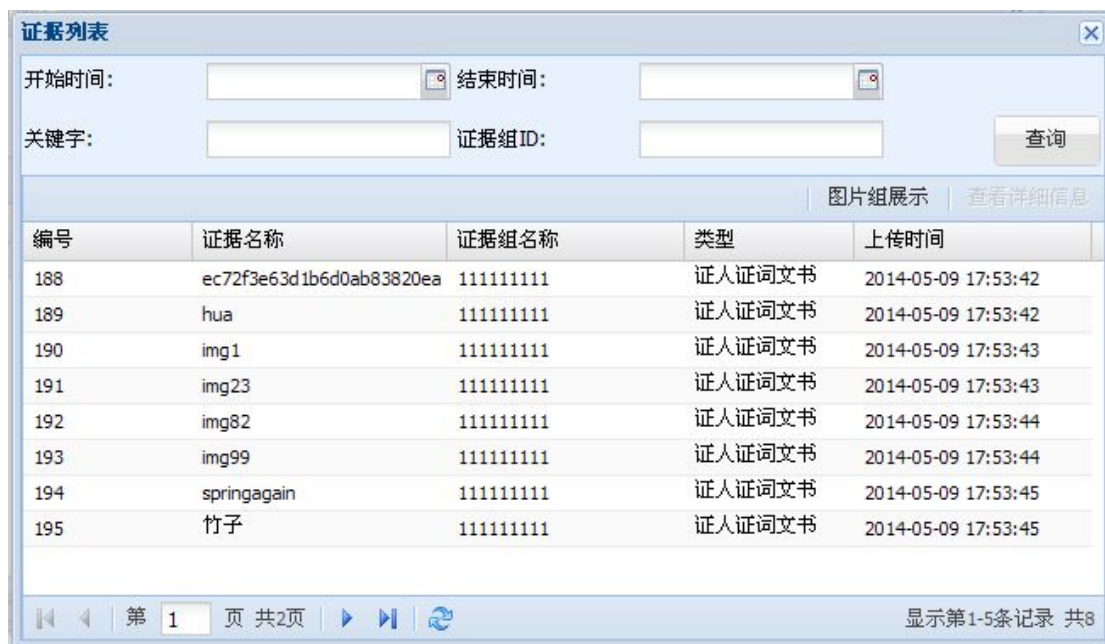 证据列表
开始时间: 结束时间:
关键字: 证据组ID: 查询
图片组展示 查看详细信息
编号 证据名称 证据组名称 类型 上传时间
188 ec72f3e63d1b6d0ab83820ea 111111111 证人证词文书 2014-05-09 17:53:42
189 hua 111111111 证人证词文书 2014-05-09 17:53:42
190 img1 111111111 证人证词文书 2014-05-09 17:53:43
191 img23 111111111 证人证词文书 2014-05-09 17:53:43
192 img82 111111111 证人证词文书 2014-05-09 17:53:44
193 img99 111111111 证人证词文书 2014-05-09 17:53:44
194 springagain 111111111 证人证词文书 2014-05-09 17:53:45
195 竹子 111111111 证人证词文书 2014-05-09 17:53:45
第 1 页 共2页 显示第1-5条记录 共8